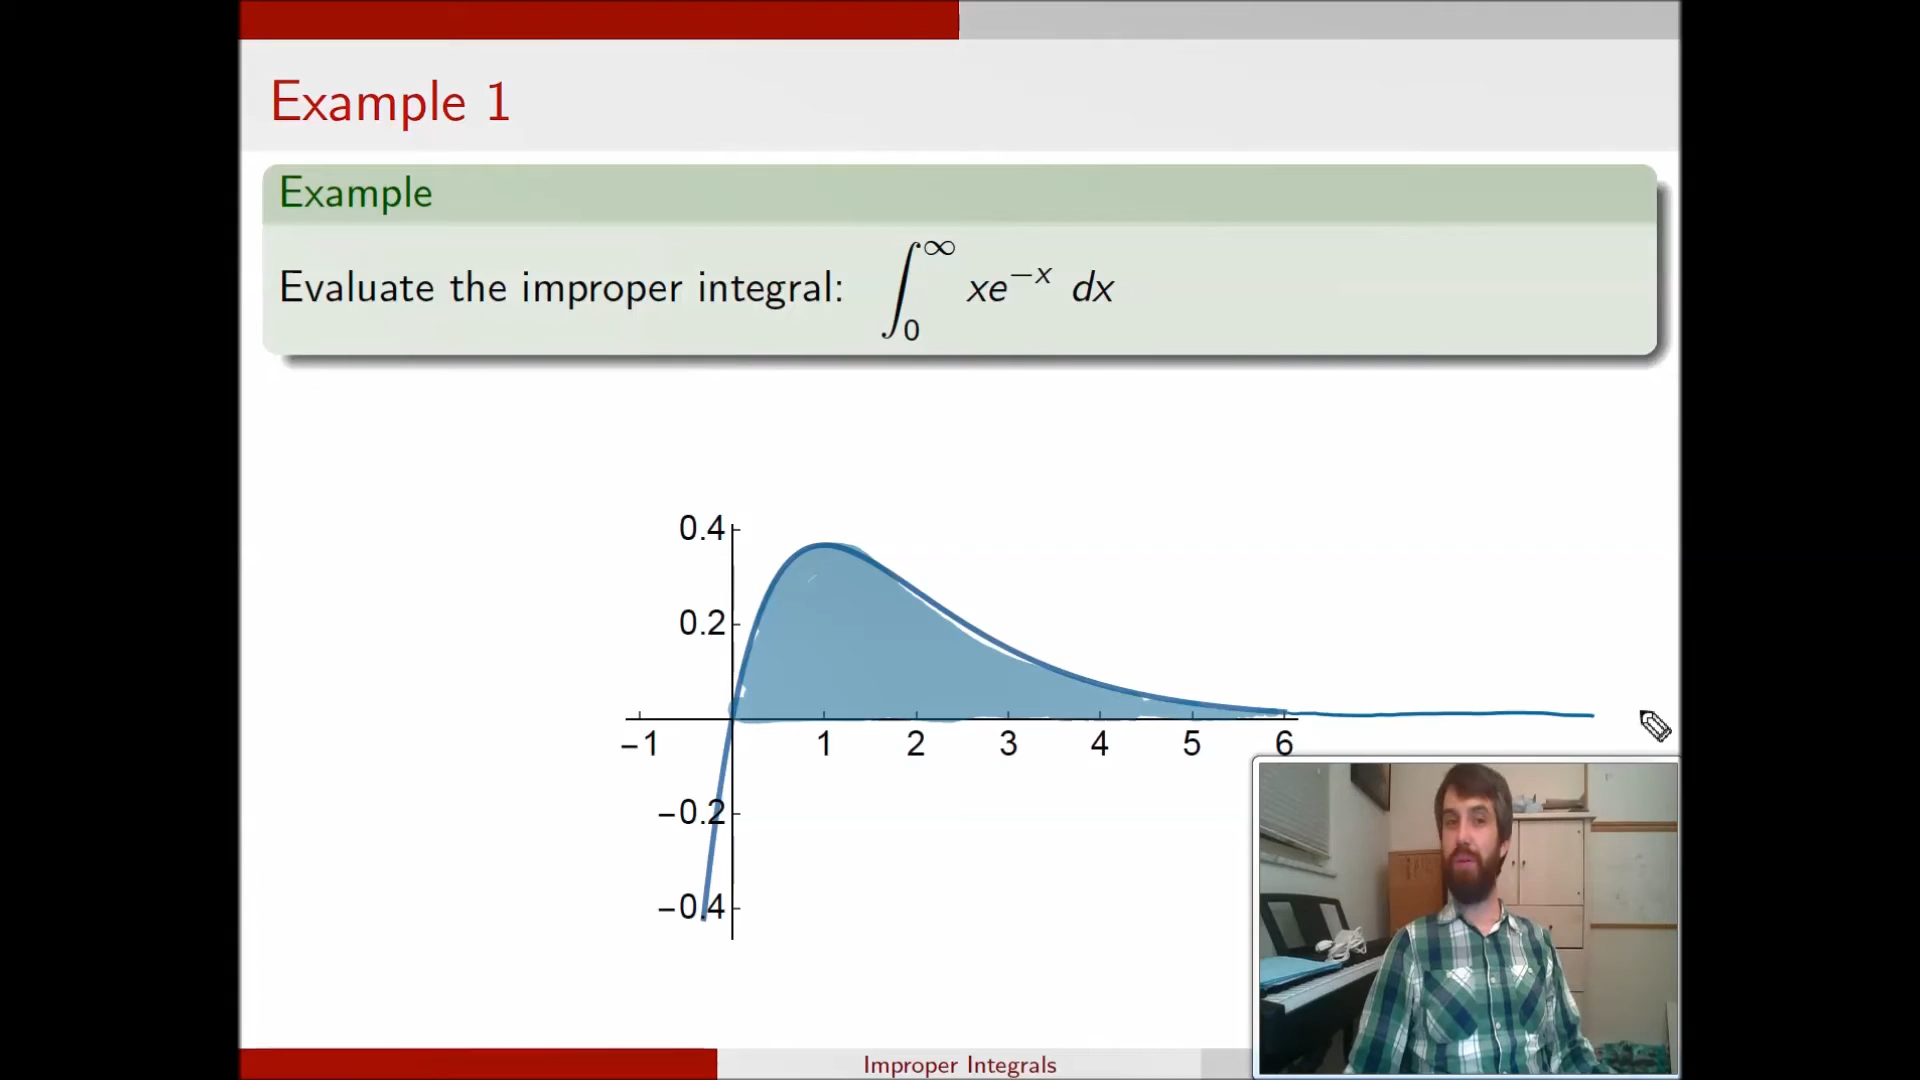 Example 1
Example
Evaluate the improper integral: ∫₀^∞ xe^{−x} dx
0.4
0.2
−1 1 2 3 4 5 6
−0.2
−0.4
Improper Integrals